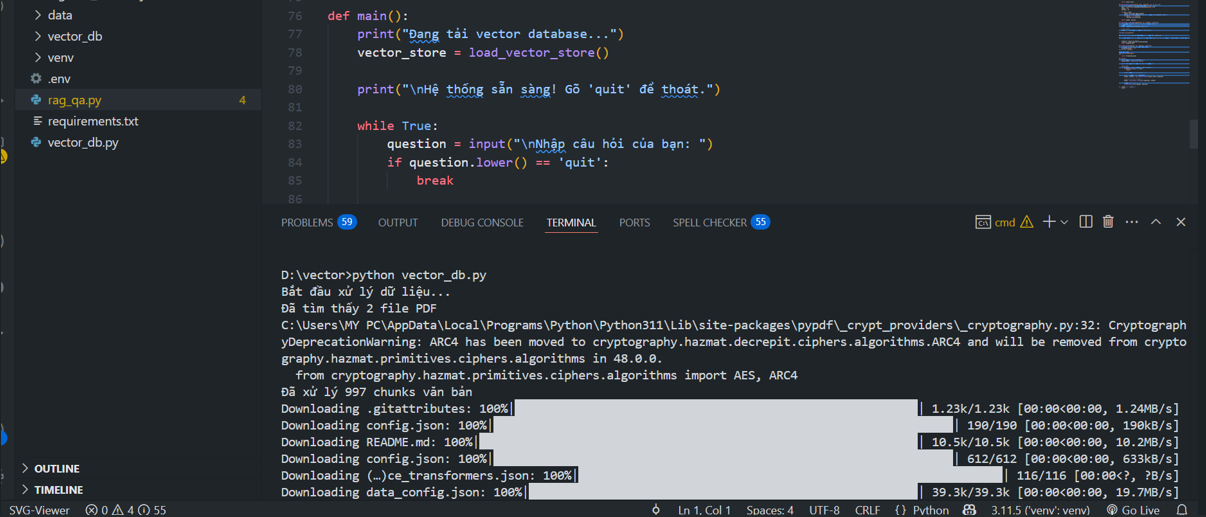 data
vector_db
venv
.env
rag_qa.py 4
requirements.txt
vector_db.py
OUTLINE
TIMELINE
76 def main():
77 print("Đang tải vector database...")
78 vector_store = load_vector_store()
79
80 print("\nHệ thống sẵn sàng! Gõ 'quit' để thoát.")
81
82 while True:
83 question = input("\nNhập câu hỏi của bạn: ")
84 if question.lower() == 'quit':
85 break
86
PROBLEMS 59 OUTPUT DEBUG CONSOLE TERMINAL PORTS SPELL CHECKER 55 cmd
D:\vector>python vector_db.py
Bắt đầu xử lý dữ liệu...
Đã tìm thấy 2 file PDF
C:\Users\MY PC\AppData\Local\Programs\Python\Python311\Lib\site-packages\pypdf\_crypt_providers\_cryptography.py:32: Cryptograph
yDeprecationWarning: ARC4 has been moved to cryptography.hazmat.decrepit.ciphers.algorithms.ARC4 and will be removed from crypto
graphy.hazmat.primitives.ciphers.algorithms in 48.0.0.
from cryptography.hazmat.primitives.ciphers.algorithms import AES, ARC4
Đã xử lý 997 chunks văn bản
Downloading .gitattributes: 100%| | 1.23k/1.23k [00:00<00:00, 1.24MB/s]
Downloading config.json: 100%| | 190/190 [00:00<00:00, 190kB/s]
Downloading README.md: 100%| | 10.5k/10.5k [00:00<00:00, 10.2MB/s]
Downloading config.json: 100%| | 612/612 [00:00<00:00, 633kB/s]
Downloading (…)ce_transformers.json: 100%| | 116/116 [00:00<?, ?B/s]
Downloading data_config.json: 100%| | 39.3k/39.3k [00:00<00:00, 19.7MB/s]
SVG-Viewer 0 4 55 Ln 1, Col 1 Spaces: 4 UTF-8 CRLF {} Python 3.11.5 ('venv': venv) Go Live